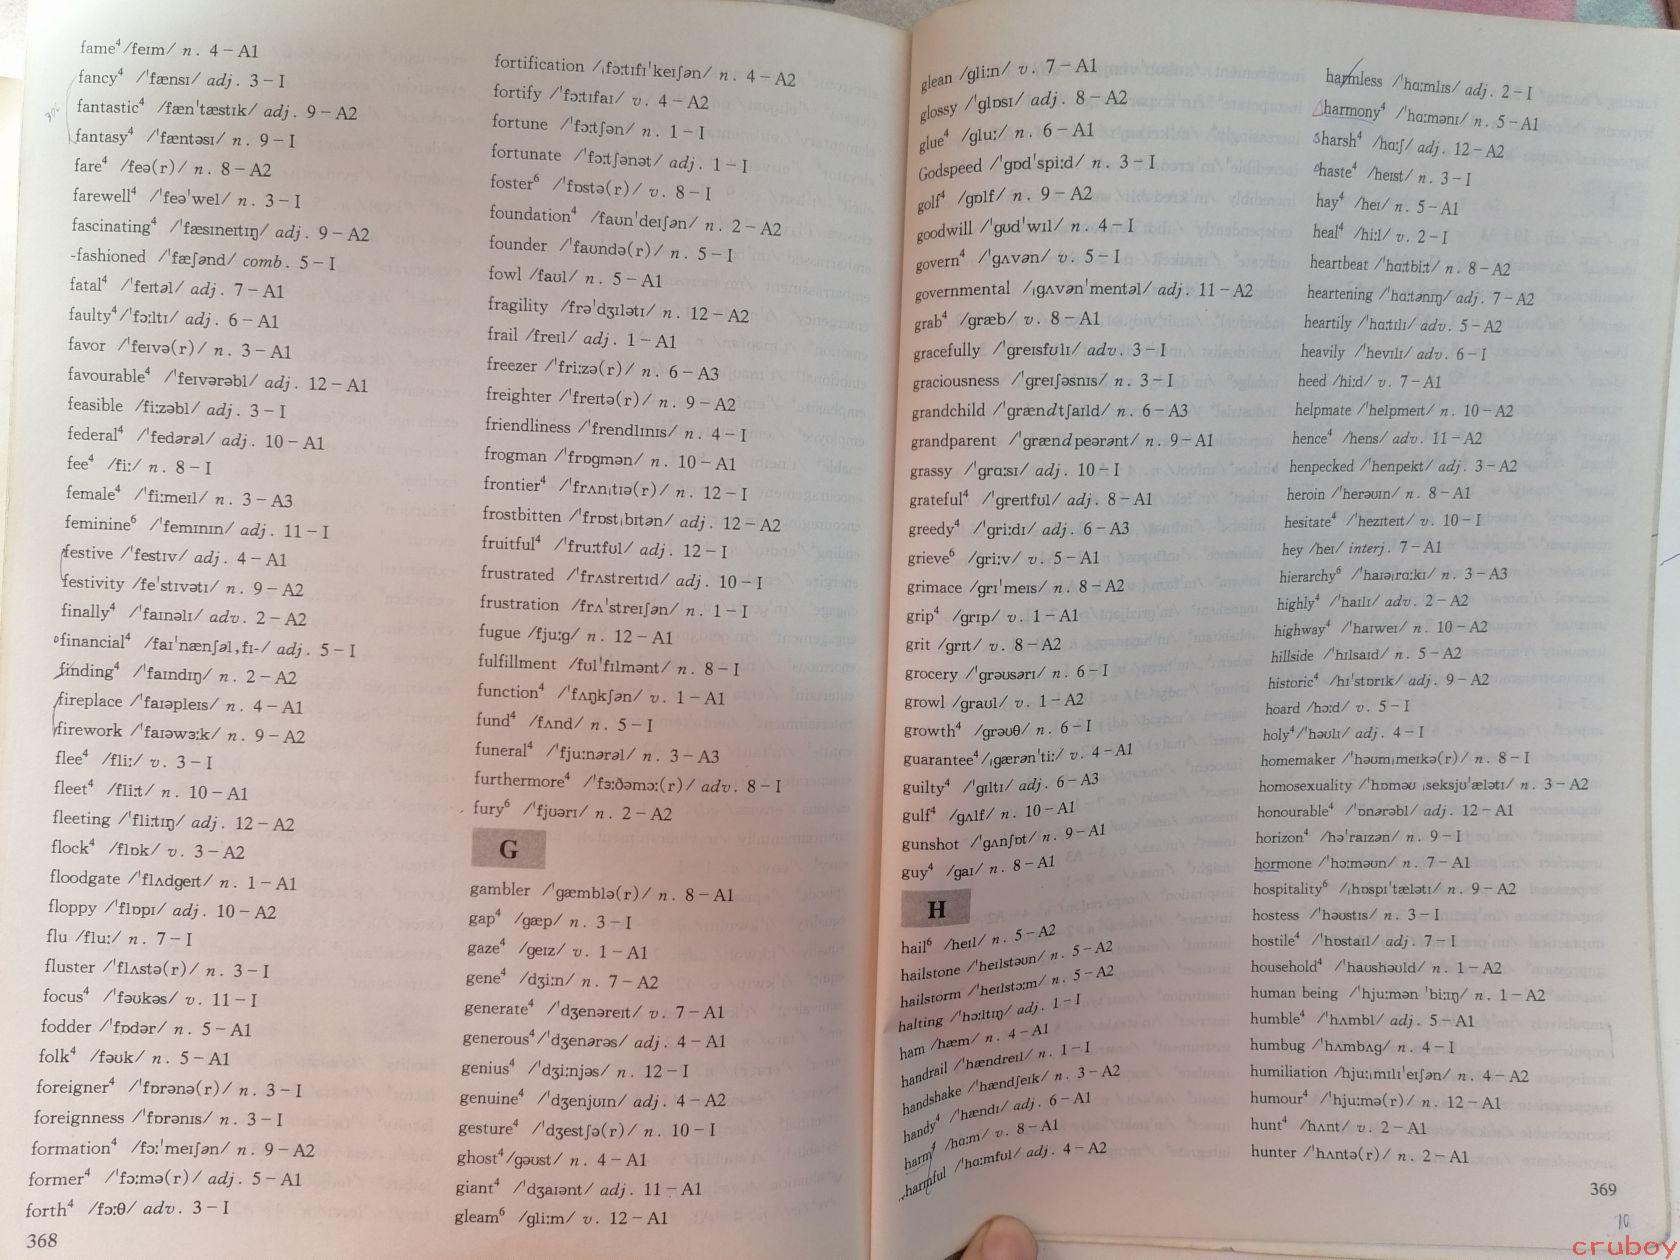 fame⁴ /feɪm/ n. 4-A1
fancy⁴ /ˈfænsɪ/ adj. 3-I
fantastic⁴ /fænˈtæstɪk/ adj. 9-A2
fantasy⁴ /ˈfæntəsɪ/ n. 9-I
fare⁴ /feə(r)/ n. 8-A2
farewell⁴ /ˈfeəˈwel/ n. 3-I
fascinating⁴ /ˈfæsɪneɪtɪŋ/ adj. 9-A2
-fashioned /ˈfæʃənd/ comb. 5-I
fatal⁴ /ˈfeɪtəl/ adj. 7-A1
faulty⁴ /ˈfɔːltɪ/ adj. 6-A1
favor /ˈfeɪvə(r)/ n. 3-A1
favourable⁴ /ˈfeɪvərəbl/ adj. 12-A1
feasible /fiːzəbl/ adj. 3-I
federal⁴ /ˈfedərəl/ adj. 10-A1
fee⁴ /fiː/ n. 8-I
female⁴ /ˈfiːmeɪl/ n. 3-A3
feminine⁶ /ˈfemɪnɪn/ adj. 11-I
festive /ˈfestɪv/ adj. 4-A1
festivity /feˈstɪvətɪ/ n. 9-A2
finally⁴ /ˈfaɪnəlɪ/ adv. 2-A2
financial⁴ /faɪˈnænʃəl, fɪ-/ adj. 5-I
finding⁴ /ˈfaɪndɪŋ/ n. 2-A2
fireplace /ˈfaɪəpleɪs/ n. 4-A1
firework /ˈfaɪəwɜːk/ n. 9-A2
flee⁴ /fliː/ v. 3-I
fleet⁴ /fliːt/ n. 10-A1
fleeting /ˈfliːtɪŋ/ adj. 12-A2
flock⁴ /flɒk/ v. 3-A2
floodgate /ˈflʌdgeɪt/ n. 1-A1
floppy /ˈflɒpɪ/ adj. 10-A2
flu /fluː/ n. 7-I
fluster /ˈflʌstə(r)/ n. 3-I
focus⁴ /ˈfəʊkəs/ v. 11-I
fodder /ˈfɒdər/ n. 5-A1
folk⁴ /fəʊk/ n. 5-A1
foreigner⁴ /ˈfɒrənə(r)/ n. 3-I
foreignness /ˈfɒrənɪs/ n. 3-I
formation⁴ /fɔːˈmeɪʃən/ n. 9-A2
former⁴ /ˈfɔːmə(r)/ adj. 5-A1
forth⁴ /fɔːθ/ adv. 3-I
368
fortification /ˌfɔːtɪfɪˈkeɪʃən/ n. 4-A2
fortify /ˈfɔːtɪfaɪ/ v. 4-A2
fortune /ˈfɔːtʃən/ n. 1-I
fortunate /ˈfɔːtʃənət/ adj. 1-I
foster⁶ /ˈfɒstə(r)/ v. 8-I
foundation⁴ /faʊnˈdeɪʃən/ n. 2-A2
founder /ˈfaʊndə(r)/ n. 5-I
fowl /faʊl/ n. 5-A1
fragility /frəˈdʒɪlətɪ/ n. 12-A2
frail /freɪl/ adj. 1-A1
freezer /ˈfriːzə(r)/ n. 6-A3
freighter /ˈfreɪtə(r)/ n. 9-A2
friendliness /ˈfrendlɪnɪs/ n. 4-I
frogman /ˈfrɒgmən/ n. 10-A1
frontier⁴ /ˈfrʌnˌtɪə(r)/ n. 12-I
frostbitten /ˈfrɒstˌbɪtən/ adj. 12-A2
fruitful⁴ /ˈfruːtfʊl/ adj. 12-I
frustrated /ˈfrʌstreɪtɪd/ adj. 10-I
frustration /frʌˈstreɪʃən/ n. 1-I
fugue /fjuːg/ n. 12-A1
fulfillment /fʊlˈfɪlmənt/ n. 8-I
function⁴ /ˈfʌŋkʃən/ v. 1-A1
fund⁴ /fʌnd/ n. 5-I
funeral⁴ /ˈfjuːnərəl/ n. 3-A3
furthermore⁴ /ˈfɜːðəmɔː(r)/ adv. 8-I
fury⁶ /ˈfjʊərɪ/ n. 2-A2
G
gambler /ˈgæmblə(r)/ n. 8-A1
gap⁴ /gæp/ n. 3-I
gaze⁴ /geɪz/ v. 1-A1
gene⁴ /dʒiːn/ n. 7-A2
generate⁴ /ˈdʒenəreɪt/ v. 7-A1
generous⁴ /ˈdʒenərəs/ adj. 4-A1
genius⁴ /ˈdʒiːnjəs/ n. 12-I
genuine⁴ /ˈdʒenjʊɪn/ adj. 4-A2
gesture⁴ /ˈdʒestʃə(r)/ n. 10-I
ghost⁴ /gəʊst/ n. 4-A1
giant⁴ /ˈdʒaɪənt/ adj. 11-A1
gleam⁶ /gliːm/ v. 12-A1
glean /gliːn/ v. 7-A1
glossy /ˈglɒsɪ/ adj. 8-A2
glue⁴ /gluː/ n. 6-A1
Godspeed /ˈgɒdˈspiːd/ n. 3-I
golf⁴ /gɒlf/ n. 9-A2
goodwill /ˈgʊdˈwɪl/ n. 4-I
govern⁴ /ˈgʌvən/ v. 5-I
governmental /ˌgʌvənˈmentəl/ adj. 11-A2
grab⁴ /græb/ v. 8-A1
gracefully /ˈgreɪsfʊlɪ/ adv. 3-I
graciousness /ˈgreɪʃəsnɪs/ n. 3-I
grandchild /ˈgrændtʃaɪld/ n. 6-A3
grandparent /ˈgrændpeərənt/ n. 9-A1
grassy /ˈgrɑːsɪ/ adj. 10-I
grateful⁴ /ˈgreɪtfʊl/ adj. 8-A1
greedy⁴ /ˈgriːdɪ/ adj. 6-A3
grieve⁶ /griːv/ v. 5-A1
grimace /grɪˈmeɪs/ n. 8-A2
grip⁴ /grɪp/ v. 1-A1
grit /grɪt/ v. 8-A2
grocery /ˈgrəʊsərɪ/ n. 6-I
growl /graʊl/ v. 1-A2
growth⁴ /grəʊθ/ n. 6-I
guarantee⁴ /ˌgærənˈtiː/ v. 4-A1
guilty⁴ /ˈgɪltɪ/ adj. 6-A3
gulf⁴ /gʌlf/ n. 10-A1
gunshot /ˈgʌnʃɒt/ n. 9-A1
guy⁴ /gaɪ/ n. 8-A1
H
hail⁶ /heɪl/ n. 5-A2
hailstone /ˈheɪlstəʊn/ n. 5-A2
hailstorm /ˈheɪlstɔːm/ n. 5-A2
halting /ˈhɔːltɪŋ/ adj. 1-I
ham /hæm/ n. 4-A1
handrail /ˈhændreɪl/ n. 1-I
handshake /ˈhændʃeɪk/ n. 3-A2
handy⁴ /ˈhændɪ/ adj. 6-A1
harm⁴ /hɑːm/ v. 8-A1
harmful /ˈhɑːmfʊl/ adj. 4-A2
harmless /ˈhɑːmlɪs/ adj. 2-I
harmony⁴ /ˈhɑːmənɪ/ n. 5-A1
harsh⁴ /hɑːʃ/ adj. 12-A2
haste⁴ /heɪst/ n. 3-I
hay⁴ /heɪ/ n. 5-A1
heal⁴ /hiːl/ v. 2-I
heartbeat /ˈhɑːtbiːt/ n. 8-A2
heartening /ˈhɑːtənɪŋ/ adj. 7-A2
heartily /ˈhɑːtɪlɪ/ adv. 5-A2
heavily /ˈhevɪlɪ/ adv. 6-I
heed /hiːd/ v. 7-A1
helpmate /ˈhelpmeɪt/ n. 10-A2
hence⁴ /hens/ adv. 11-A2
henpecked /ˈhenpekt/ adj. 3-A2
heroin /ˈherəʊɪn/ n. 8-A1
hesitate⁴ /ˈhezɪteɪt/ v. 10-I
hey /heɪ/ interj. 7-A1
hierarchy⁶ /ˈhaɪəˌrɑːkɪ/ n. 3-A3
highly⁴ /ˈhaɪlɪ/ adv. 2-A2
highway⁴ /ˈhaɪweɪ/ n. 10-A2
hillside /ˈhɪlsaɪd/ n. 5-A2
historic⁴ /hɪˈstɒrɪk/ adj. 9-A2
hoard /hɔːd/ v. 5-I
holy⁴ /ˈhəʊlɪ/ adj. 4-I
homemaker /ˈhəʊmˌmeɪkə(r)/ n. 8-I
homosexuality /ˈhɒməʊ ˌseksjʊˈælətɪ/ n. 3-A2
honourable⁴ /ˈɒnərəbl/ adj. 12-A1
horizon⁴ /həˈraɪzən/ n. 9-I
hormone /ˈhɔːməʊn/ n. 7-A1
hospitality⁶ /ˌhɒspɪˈtælətɪ/ n. 9-A2
hostess /ˈhəʊstɪs/ n. 3-I
hostile⁴ /ˈhɒstaɪl/ adj. 7-I
household⁴ /ˈhaʊshəʊld/ n. 1-A2
human being /ˈhjuːmən ˈbiːɪŋ/ n. 1-A2
humble⁴ /ˈhʌmbl/ adj. 5-A1
humbug /ˈhʌmbʌg/ n. 4-I
humiliation /hjuːˌmɪlɪˈeɪʃən/ n. 4-A2
humour⁴ /ˈhjuːmə(r)/ n. 12-A1
hunt⁴ /hʌnt/ v. 2-A1
hunter /ˈhʌntə(r)/ n. 2-A1
369
10
cruboy